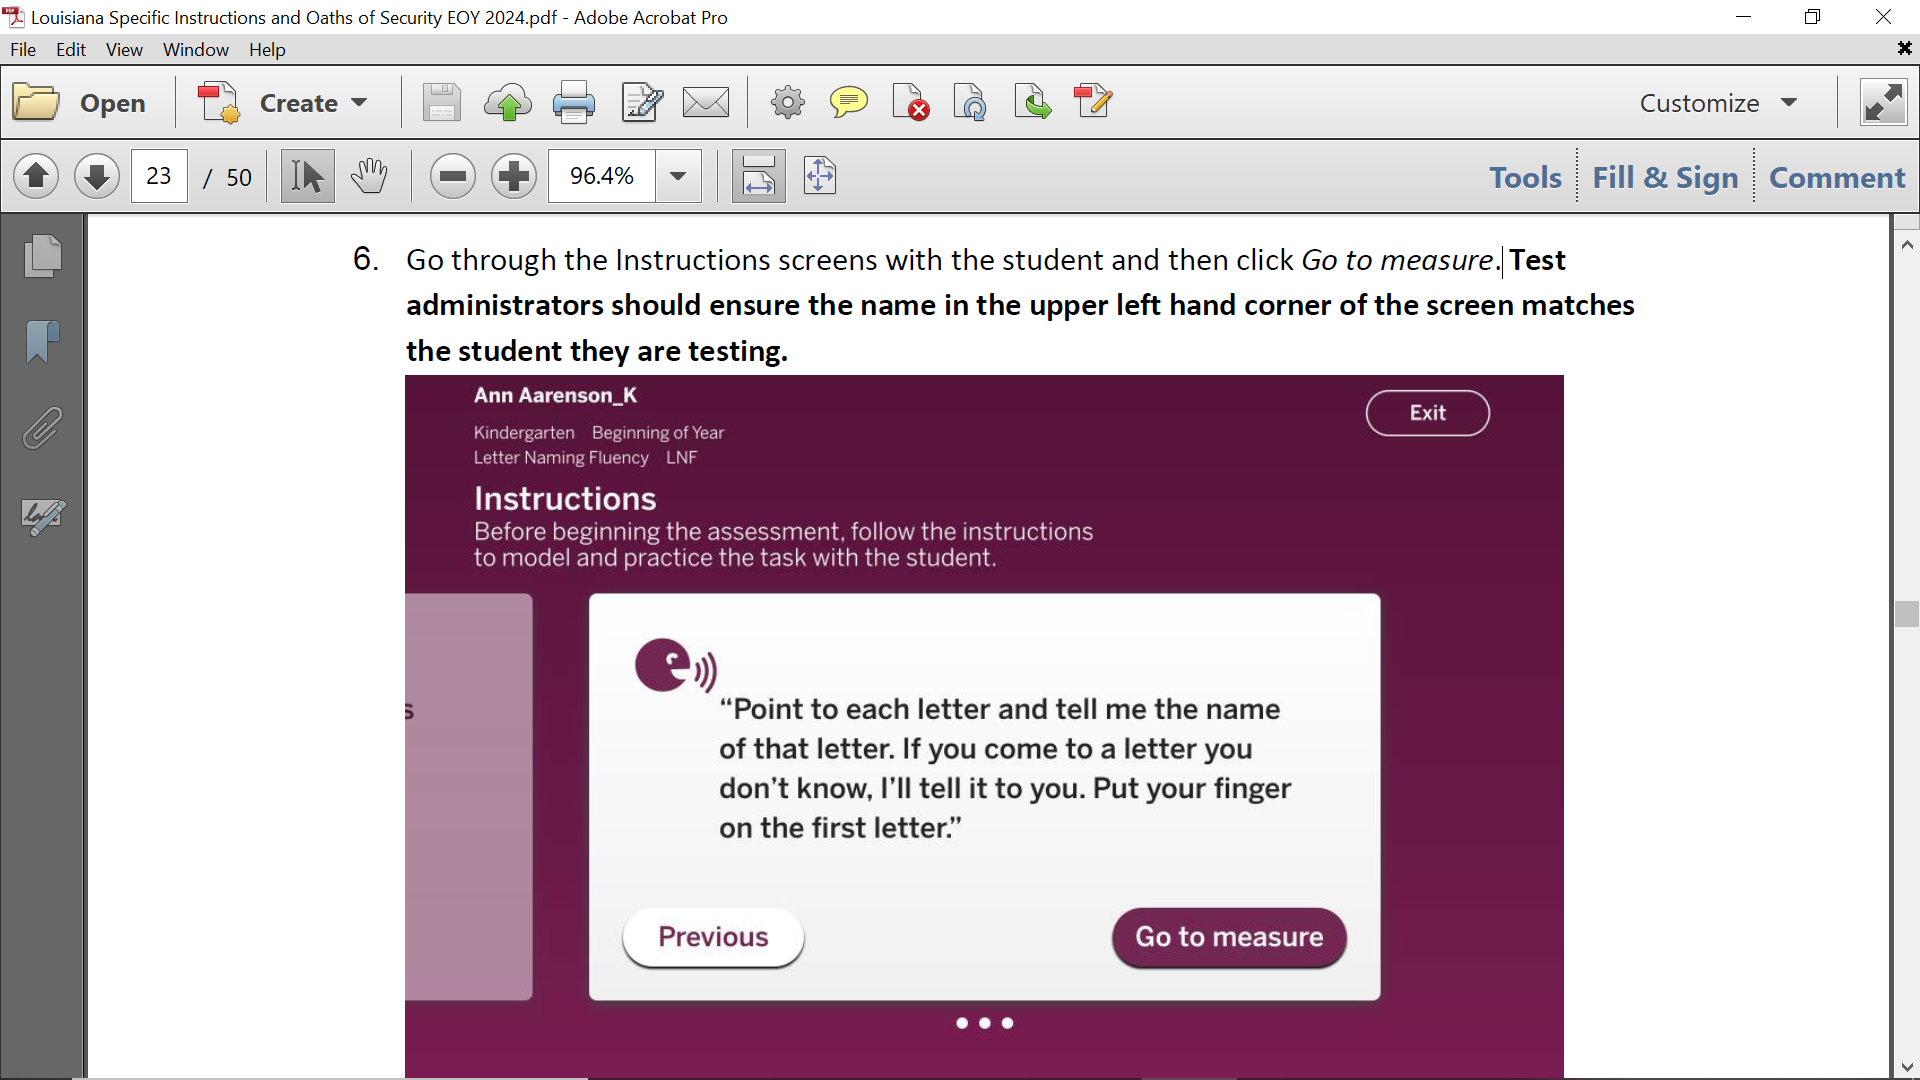 Louisiana Specific Instructions and Oaths of Security EOY 2024.pdf - Adobe Acrobat Pro
File Edit View Window Help
Open Create Customize
23 / 50 96.4% Tools Fill & Sign Comment
6. Go through the Instructions screens with the student and then click Go to measure. Test
administrators should ensure the name in the upper left hand corner of the screen matches
the student they are testing.
Ann Aarenson_K
Exit
Kindergarten Beginning of Year
Letter Naming Fluency LNF
Instructions
Before beginning the assessment, follow the instructions
to model and practice the task with the student.
s
“Point to each letter and tell me the name
of that letter. If you come to a letter you
don’t know, I’ll tell it to you. Put your finger
on the first letter.”
Previous Go to measure